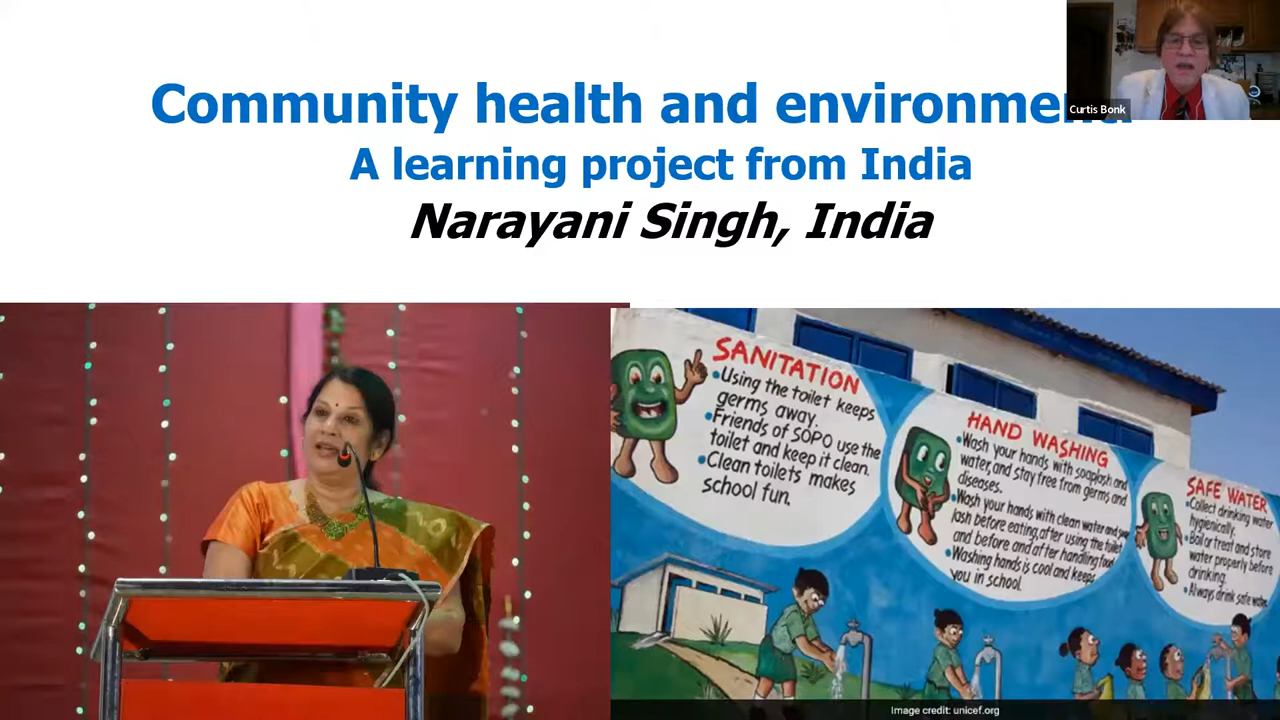 Community health and environment
A learning project from India
Narayani Singh, India
Curtis Bonk
SANITATION
•Using the toilet keeps
germs away.
•Friends of SOPO use the
toilet and keep it clean.
•Clean toilets makes
school fun.
HAND WASHING
•Wash your hands with soap/ash and
water, and stay free from germs and
diseases.
•Wash your hands with clean water and
/ash before eating, after using the toilet
and before and after handling food
•Washing hands is cool and keeps
you in school.
SAFE WATER
•Collect drinking water
hygienically.
•Boil or treat and store
water properly before
drinking.
•Always drink safe water.
Image credit: unicef.org